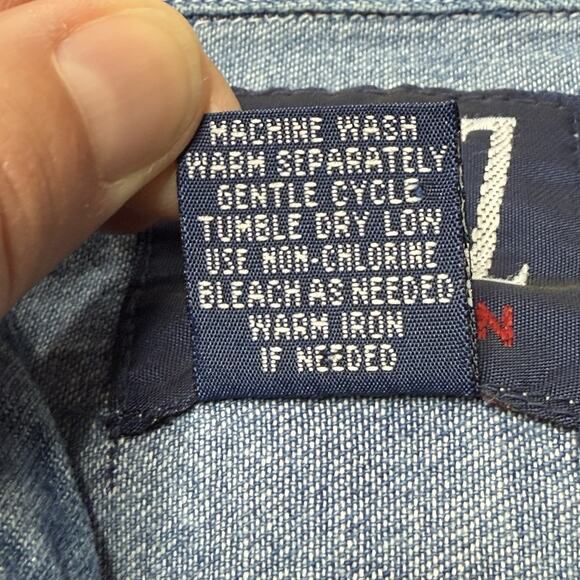 MACHINE WASH
WARM SEPARATELY
GENTLE CYCLE
TUMBLE DRY LOW
USE NON-CHLORINE
BLEACH AS NEEDED
WARM IRON
IF NEEDED
N